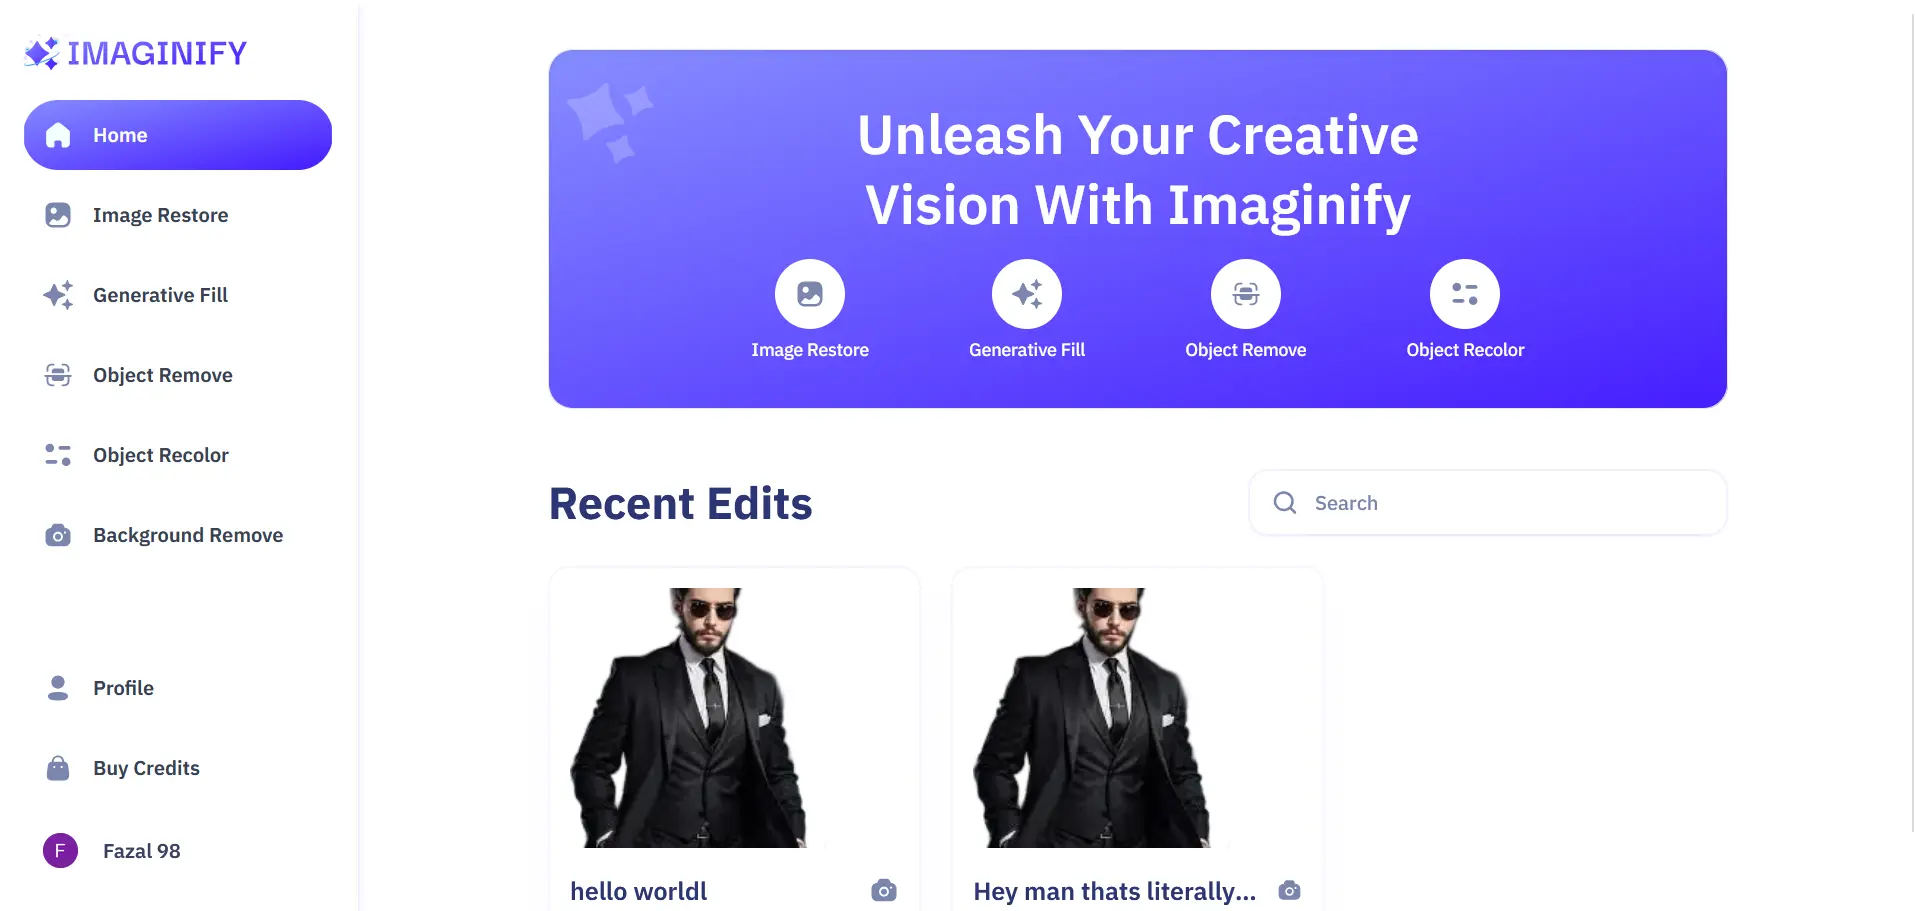 IMAGINIFY
Home
Image Restore
Generative Fill
Object Remove
Object Recolor
Background Remove
Profile
Buy Credits
F Fazal 98
Unleash Your Creative
Vision With Imaginify
Image Restore
Generative Fill
Object Remove
Object Recolor
Recent Edits
Search
hello worldl
Hey man thats literally...